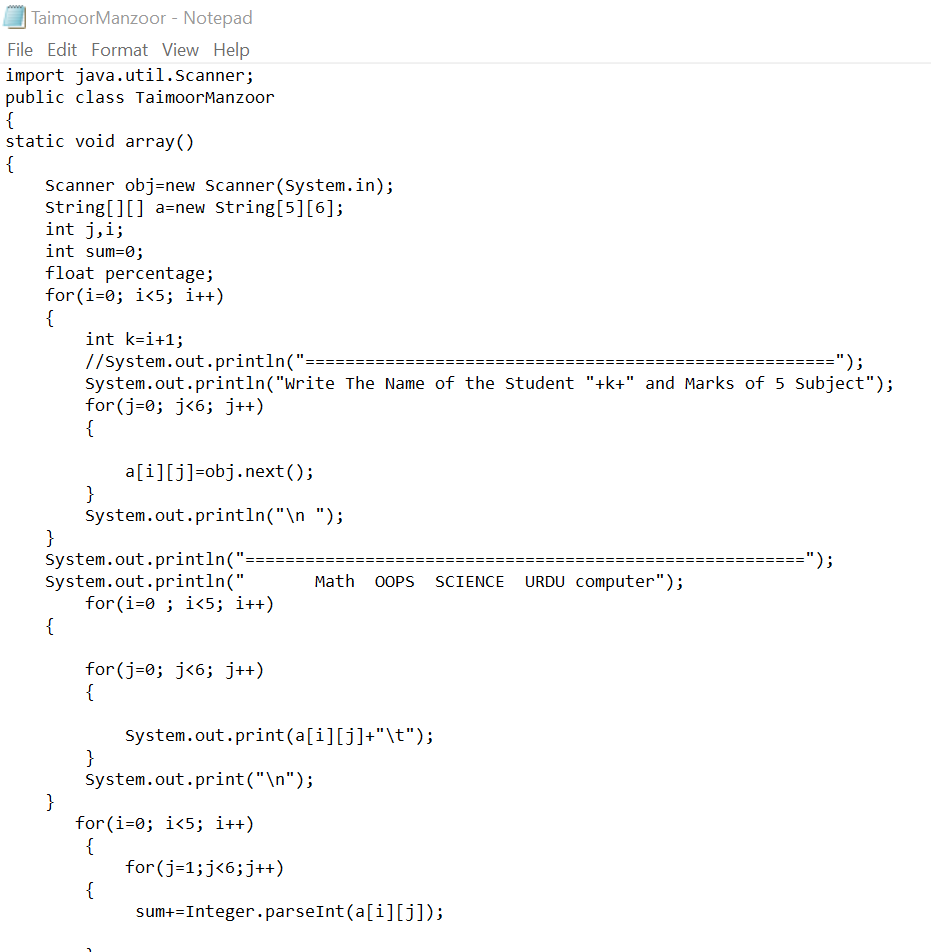 TaimoorManzoor - Notepad
File Edit Format View Help
import java.util.Scanner;
public class TaimoorManzoor
{
static void array()
{
    Scanner obj=new Scanner(System.in);
    String[][] a=new String[5][6];
    int j,i;
    int sum=0;
    float percentage;
    for(i=0; i<5; i++)
    {
        int k=i+1;
        //System.out.println("=====================================================");
        System.out.println("Write The Name of the Student "+k+" and Marks of 5 Subject");
        for(j=0; j<6; j++)
        {
            a[i][j]=obj.next();
        }
        System.out.println("\n ");
    }
    System.out.println("========================================================");
    System.out.println("       Math  OOPS  SCIENCE  URDU computer");
        for(i=0 ; i<5; i++)
    {
        for(j=0; j<6; j++)
        {
            System.out.print(a[i][j]+"\t");
        }
        System.out.print("\n");
    }
       for(i=0; i<5; i++)
        {
            for(j=1;j<6;j++)
        {
             sum+=Integer.parseInt(a[i][j]);